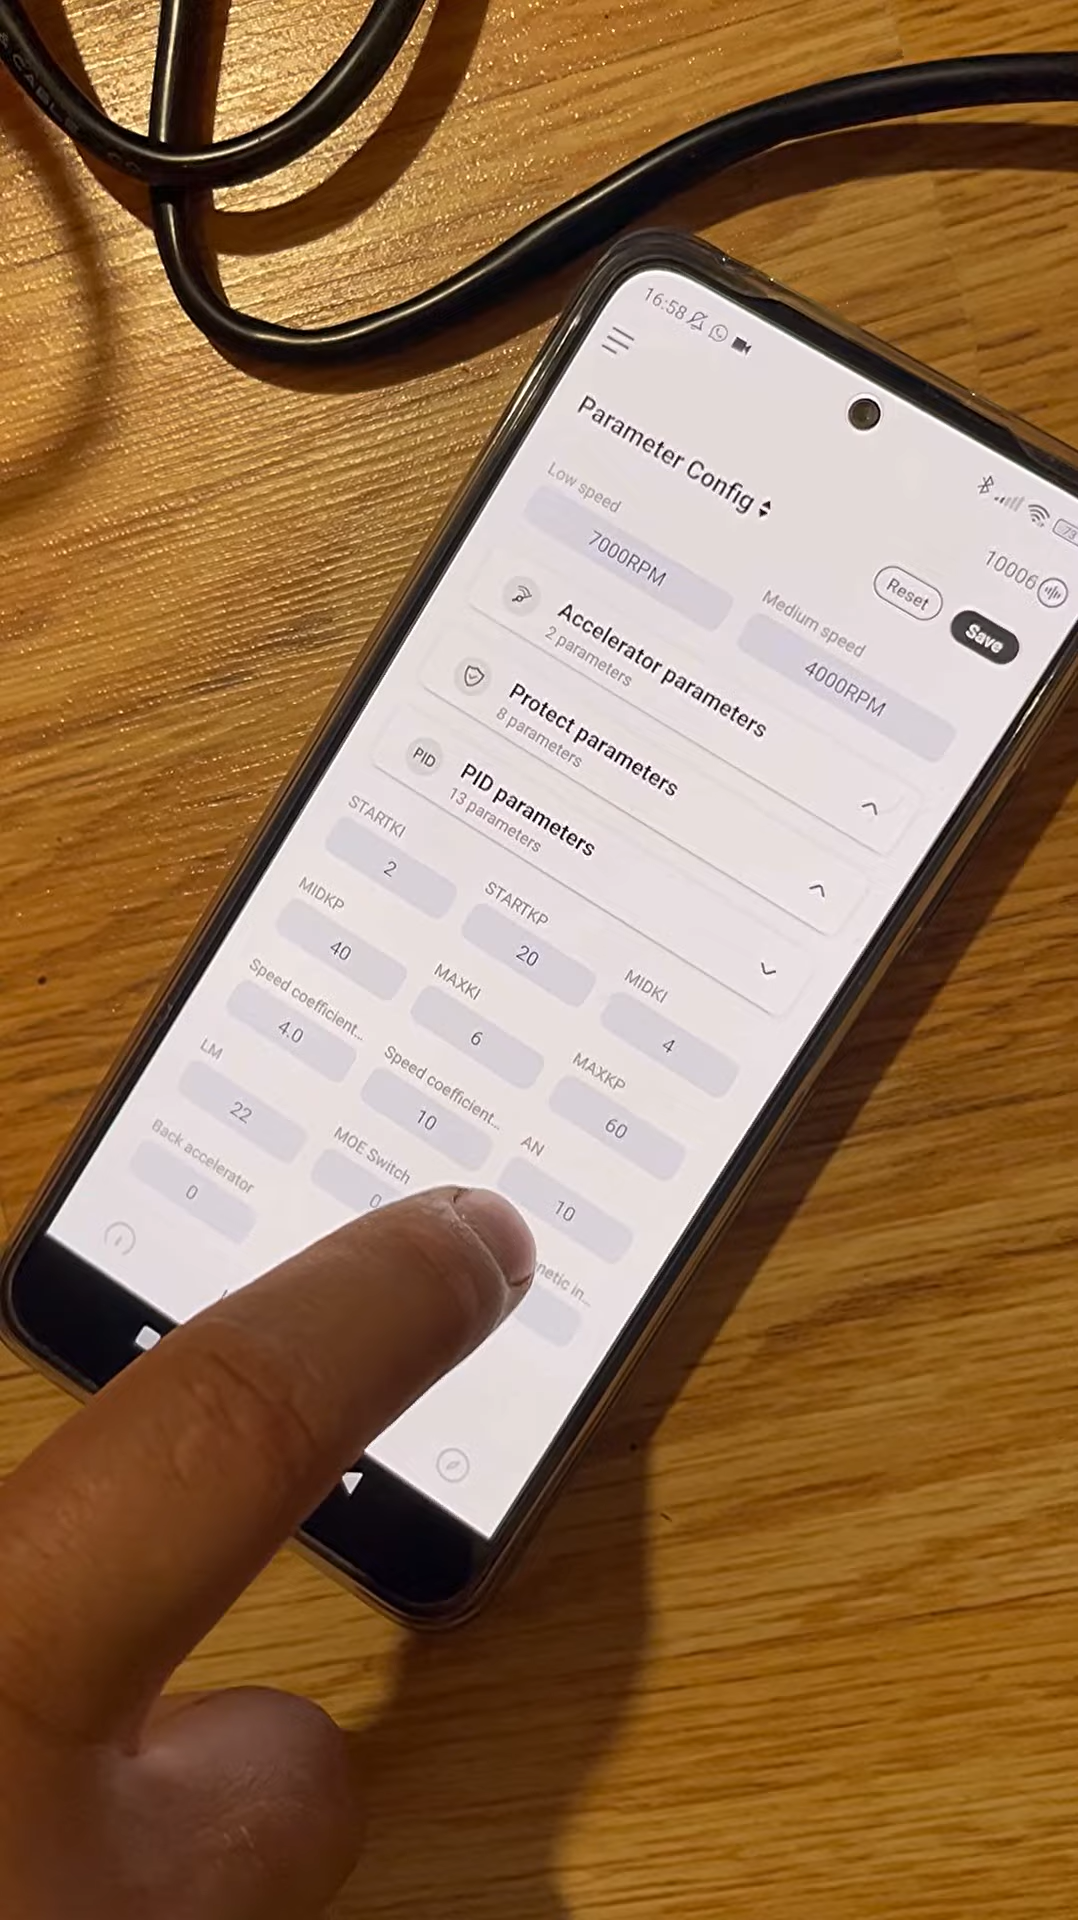 & CABLE CO
16:58
73
Parameter Config
10006
Reset
Save
Low speed
7000RPM
Medium speed
4000RPM
Accelerator parameters
2 parameters
Protect parameters
8 parameters
PID
PID parameters
13 parameters
STARTKI
2
STARTKP
20
MIDKI
4
MIDKP
40
MAXKI
6
MAXKP
60
Speed coefficient...
4.0
Speed coefficient...
10
AN
10
LM
22
MOE Switch
0
netic in...
Back accelerator
0